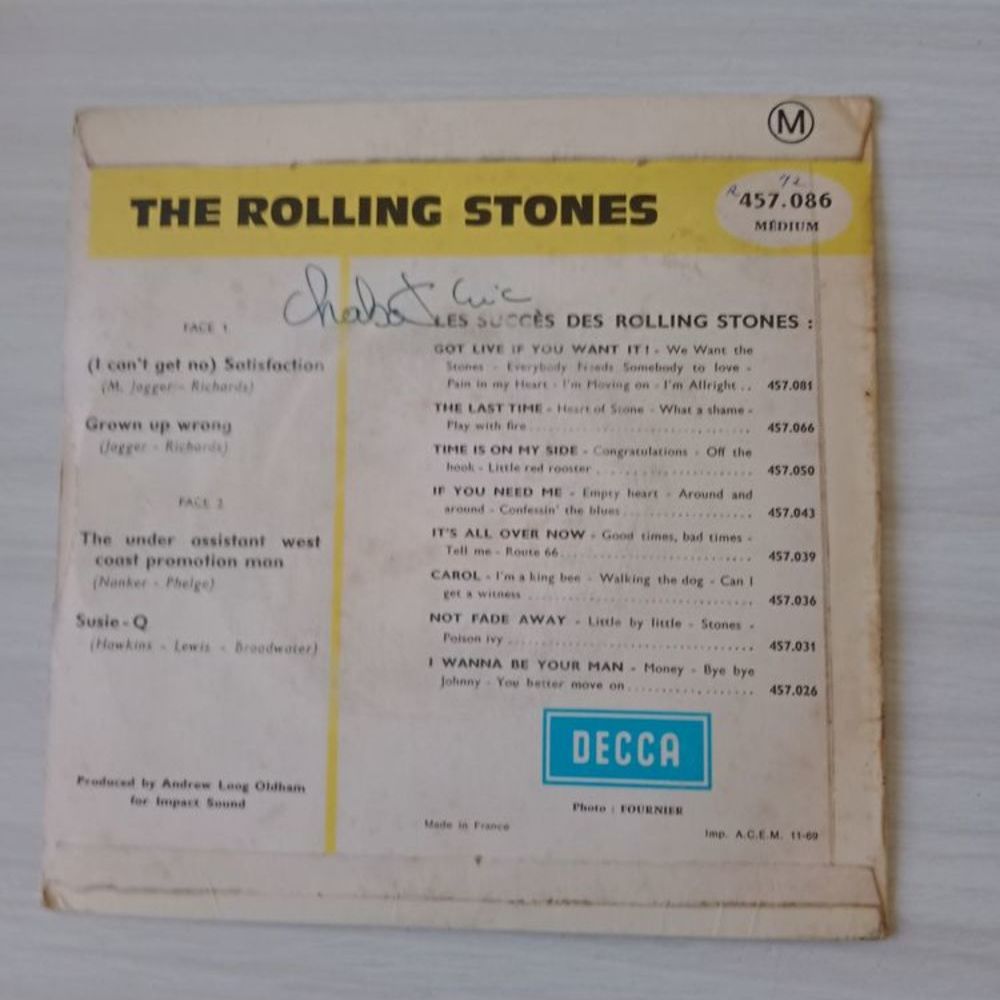 M
THE ROLLING STONES
457.086
MÉDIUM
Chabot Eric
FACE 1
(I can't get no) Satisfaction
(M. Jagger - Richards)
Grown up wrong
(Jagger - Richards)
FACE 2
The under assistant west
coast promotion man
(Nanker - Phelge)
Susie - Q
(Hawkins - Lewis - Broadwater)
Produced by Andrew Loog Oldham
for Impact Sound
LES SUCCÈS DES ROLLING STONES :
GOT LIVE IF YOU WANT IT! - We Want the
Stones - Everybody Needs Somebody to love -
Pain in my Heart - I'm Moving on - I'm Allright .. 457.081
THE LAST TIME - Heart of Stone - What a shame -
Play with fire .......... 457.066
TIME IS ON MY SIDE - Congratulations - Off the
hook - Little red rooster .......... 457.050
IF YOU NEED ME - Empty heart - Around and
around - Confessin' the blues .......... 457.043
IT'S ALL OVER NOW - Good times, bad times -
Tell me - Route 66 .......... 457.039
CAROL - I'm a king bee - Walking the dog - Can I
get a witness .......... 457.036
NOT FADE AWAY - Little by little - Stones -
Poison ivy .......... 457.031
I WANNA BE YOUR MAN - Money - Bye bye
Johnny - You better move on .......... 457.026
DECCA
Photo : FOURNIER
Made in France
Imp. A.C.E.M. 11-69